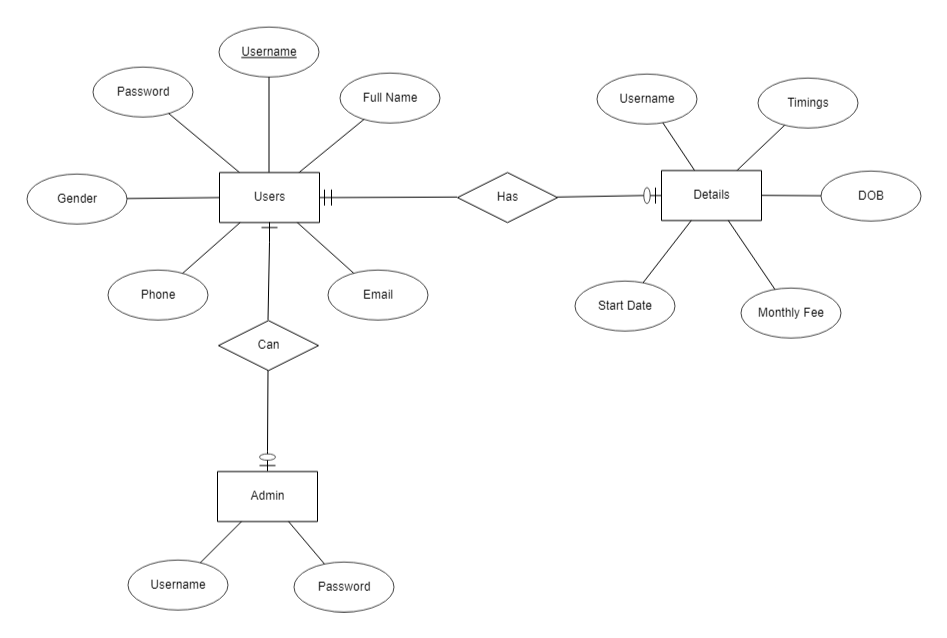 Username
Password
Full Name
Gender
Users
Phone
Email
Has
Username
Timings
Details
DOB
Start Date
Monthly Fee
Can
Admin
Username
Password